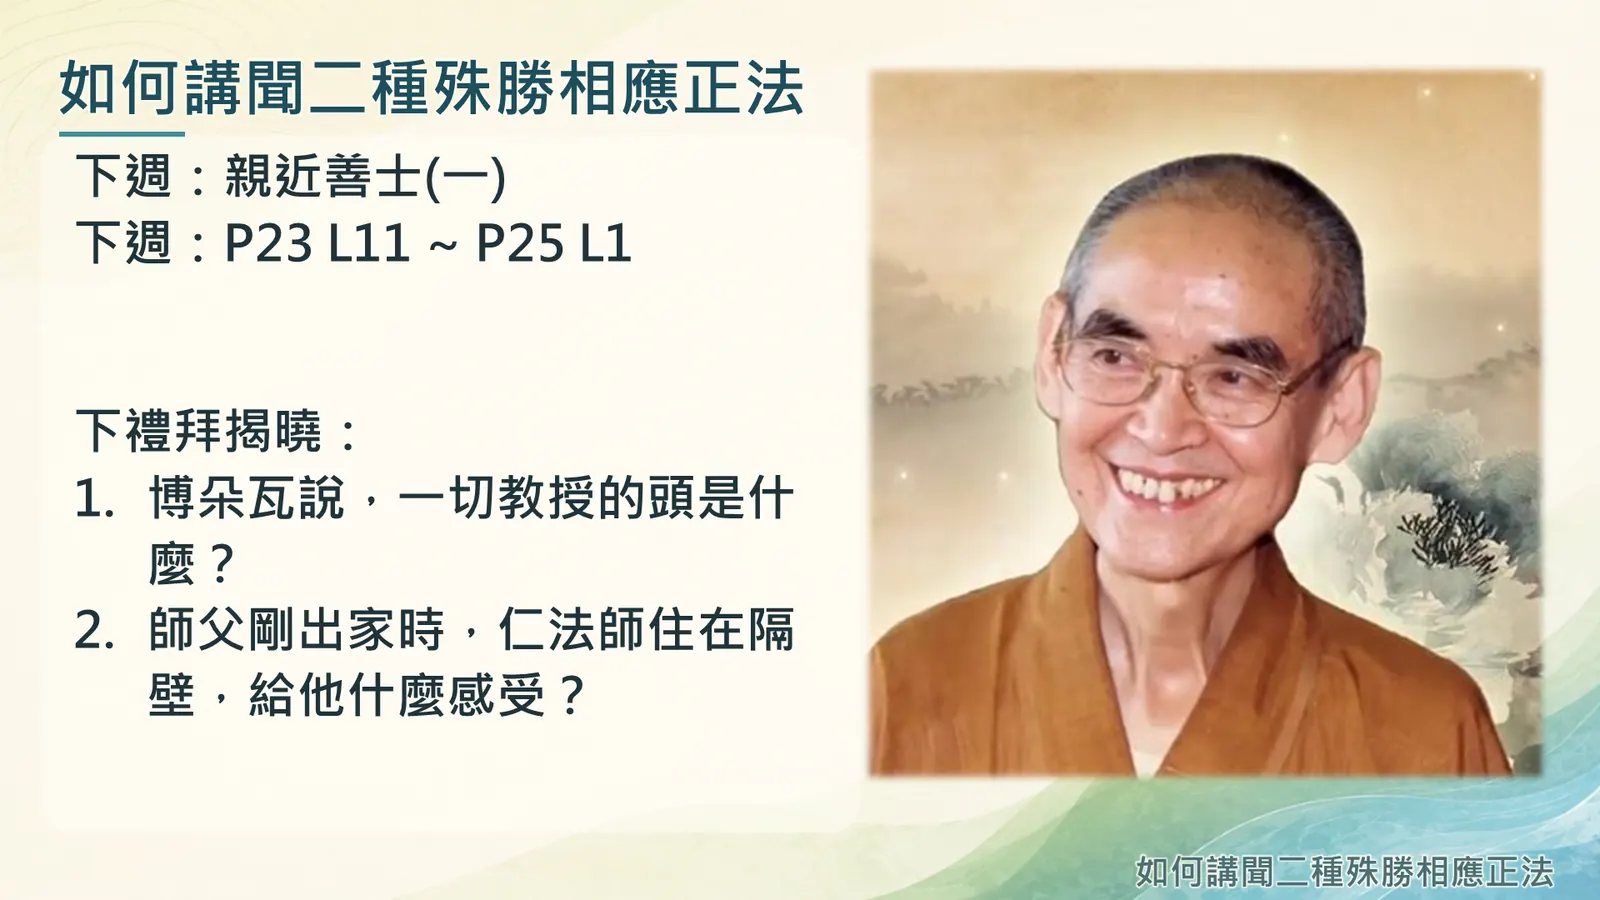 如何講聞二種殊勝相應正法
下週：親近善士(一)
下週：P23 L11 ~ P25 L1
下禮拜揭曉：
1. 博朵瓦說，一切教授的頭是什
麼？
2. 師父剛出家時，仁法師住在隔
壁，給他什麼感受？
如何講聞二種殊勝相應正法